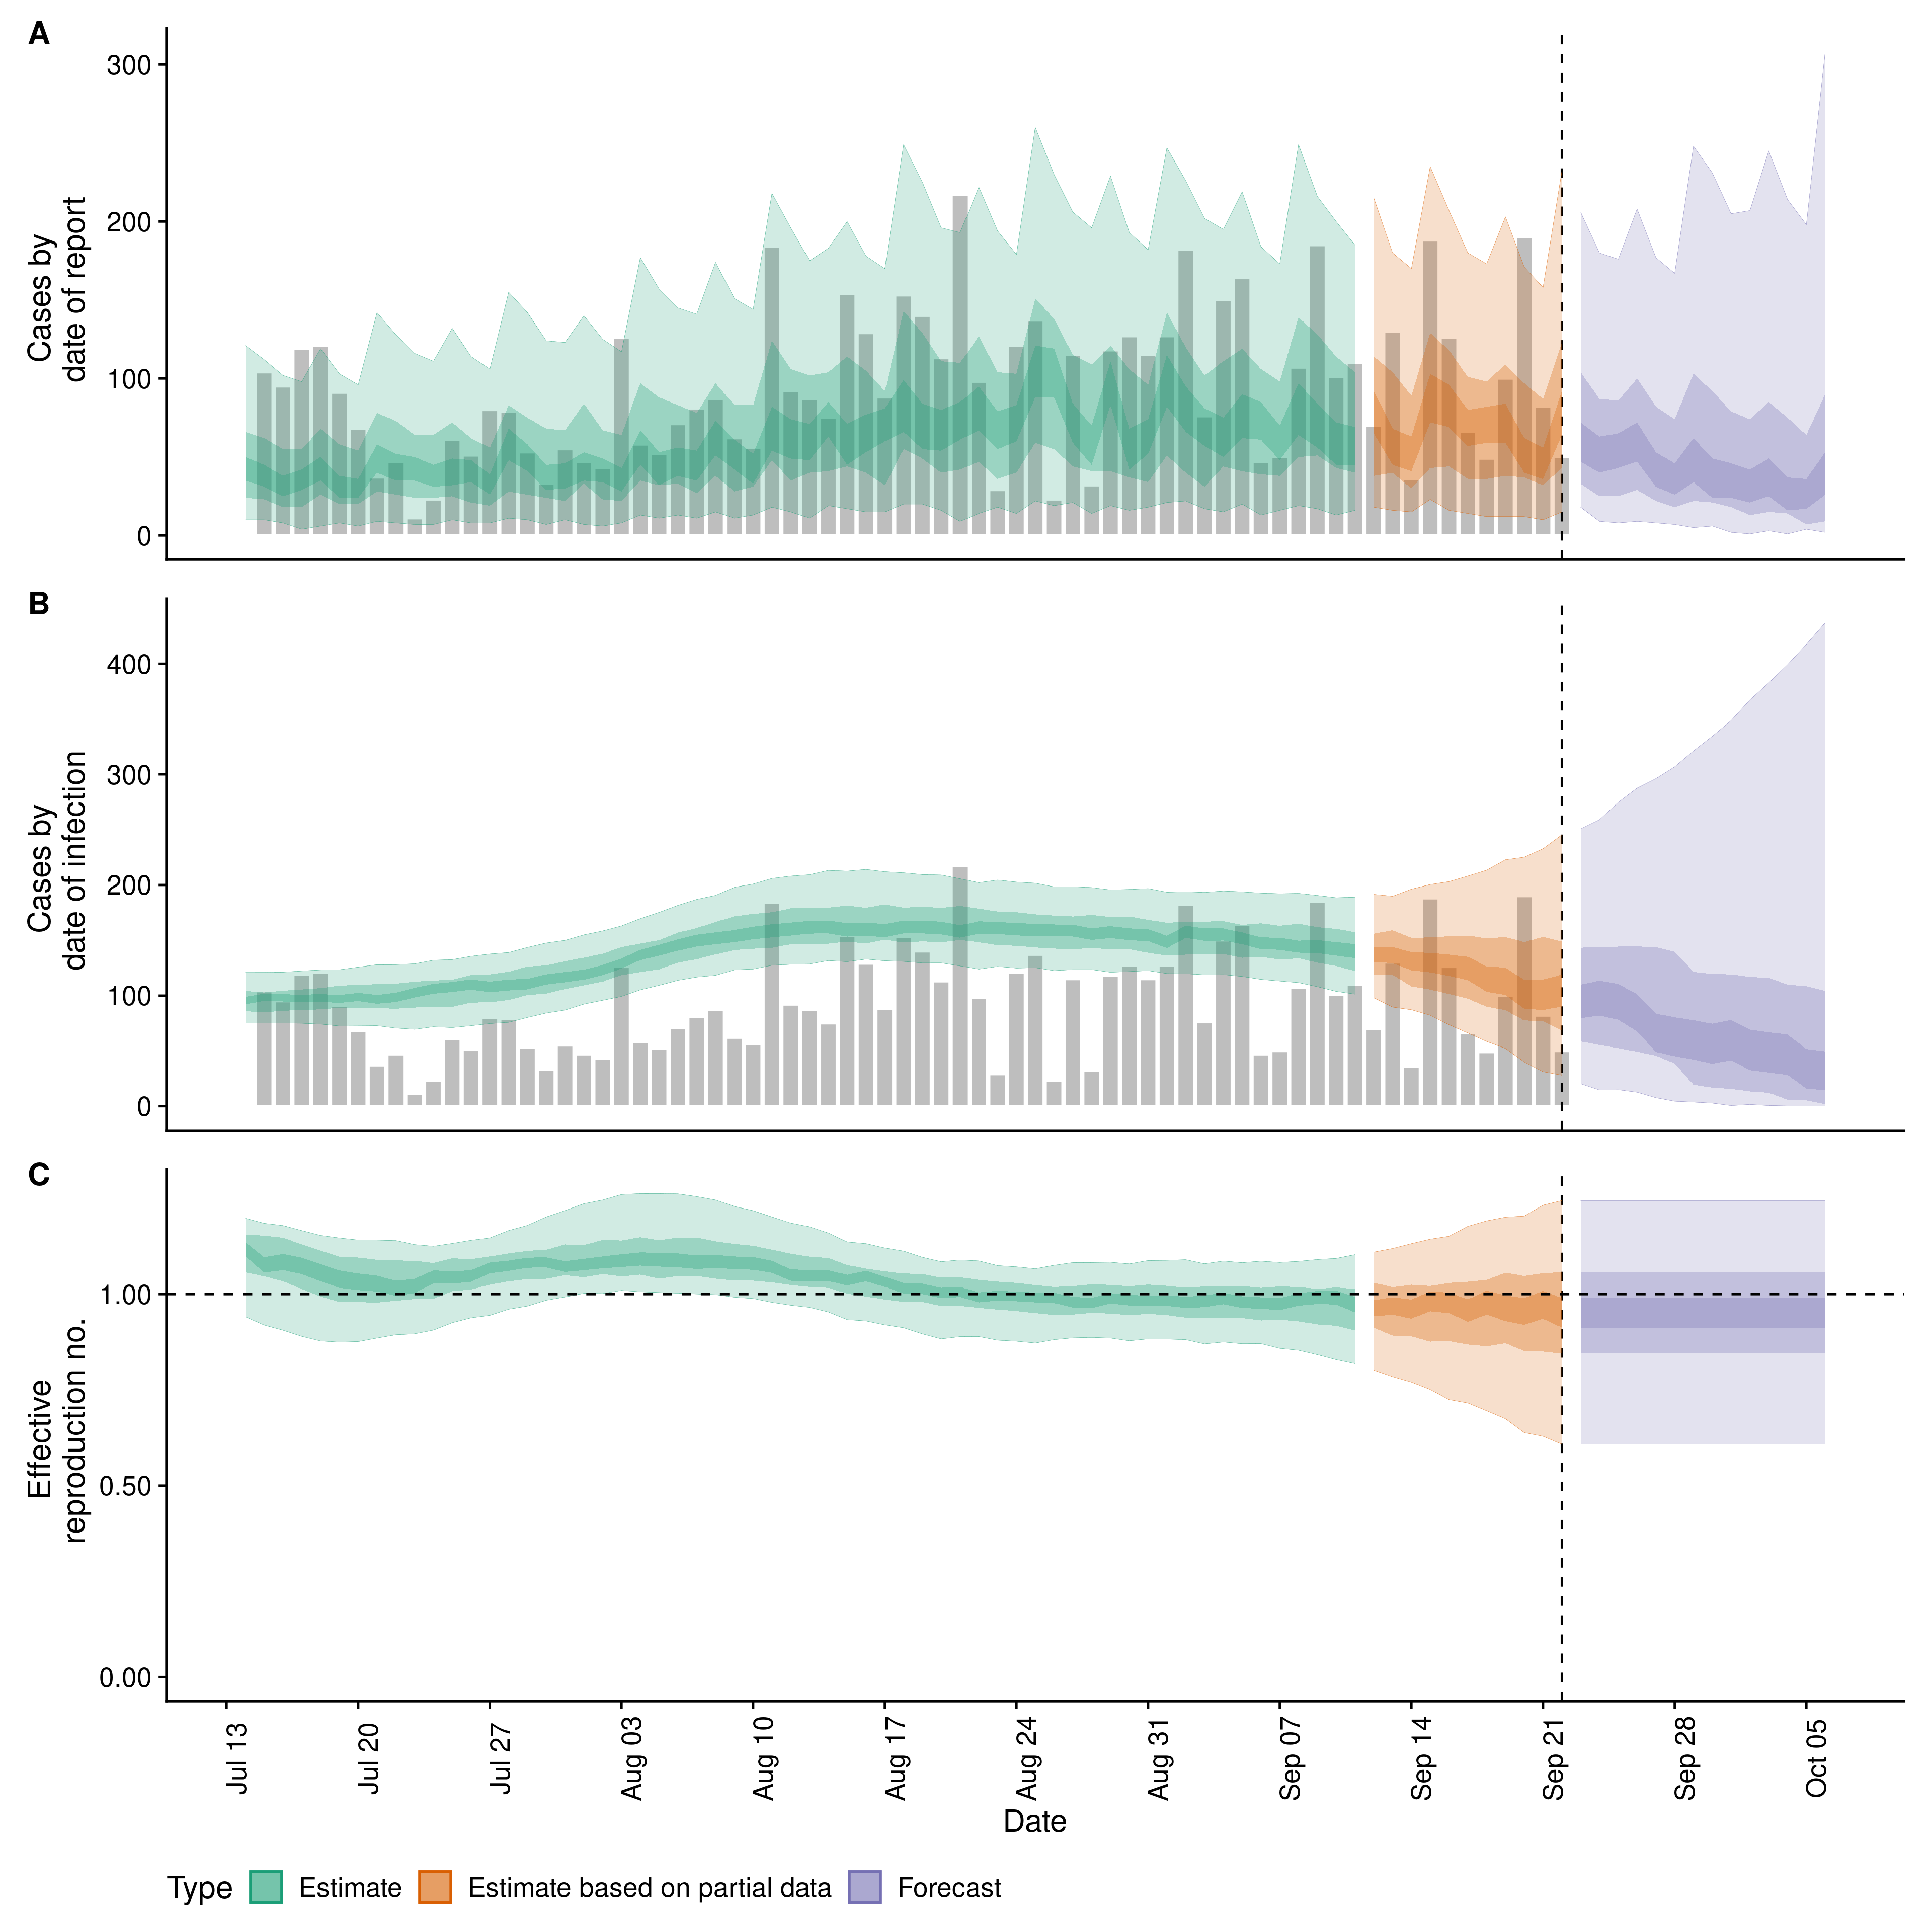 A
300
200
100
0
Cases by
date of report
B
400
300
200
100
0
Cases by
date of infection
C
1.00
0.50
0.00
Effective
reproduction no.
Jul 13
Jul 20
Jul 27
Aug 03
Aug 10
Aug 17
Aug 24
Aug 31
Sep 07
Sep 14
Sep 21
Sep 28
Oct 05
Date
Type Estimate Estimate based on partial data Forecast